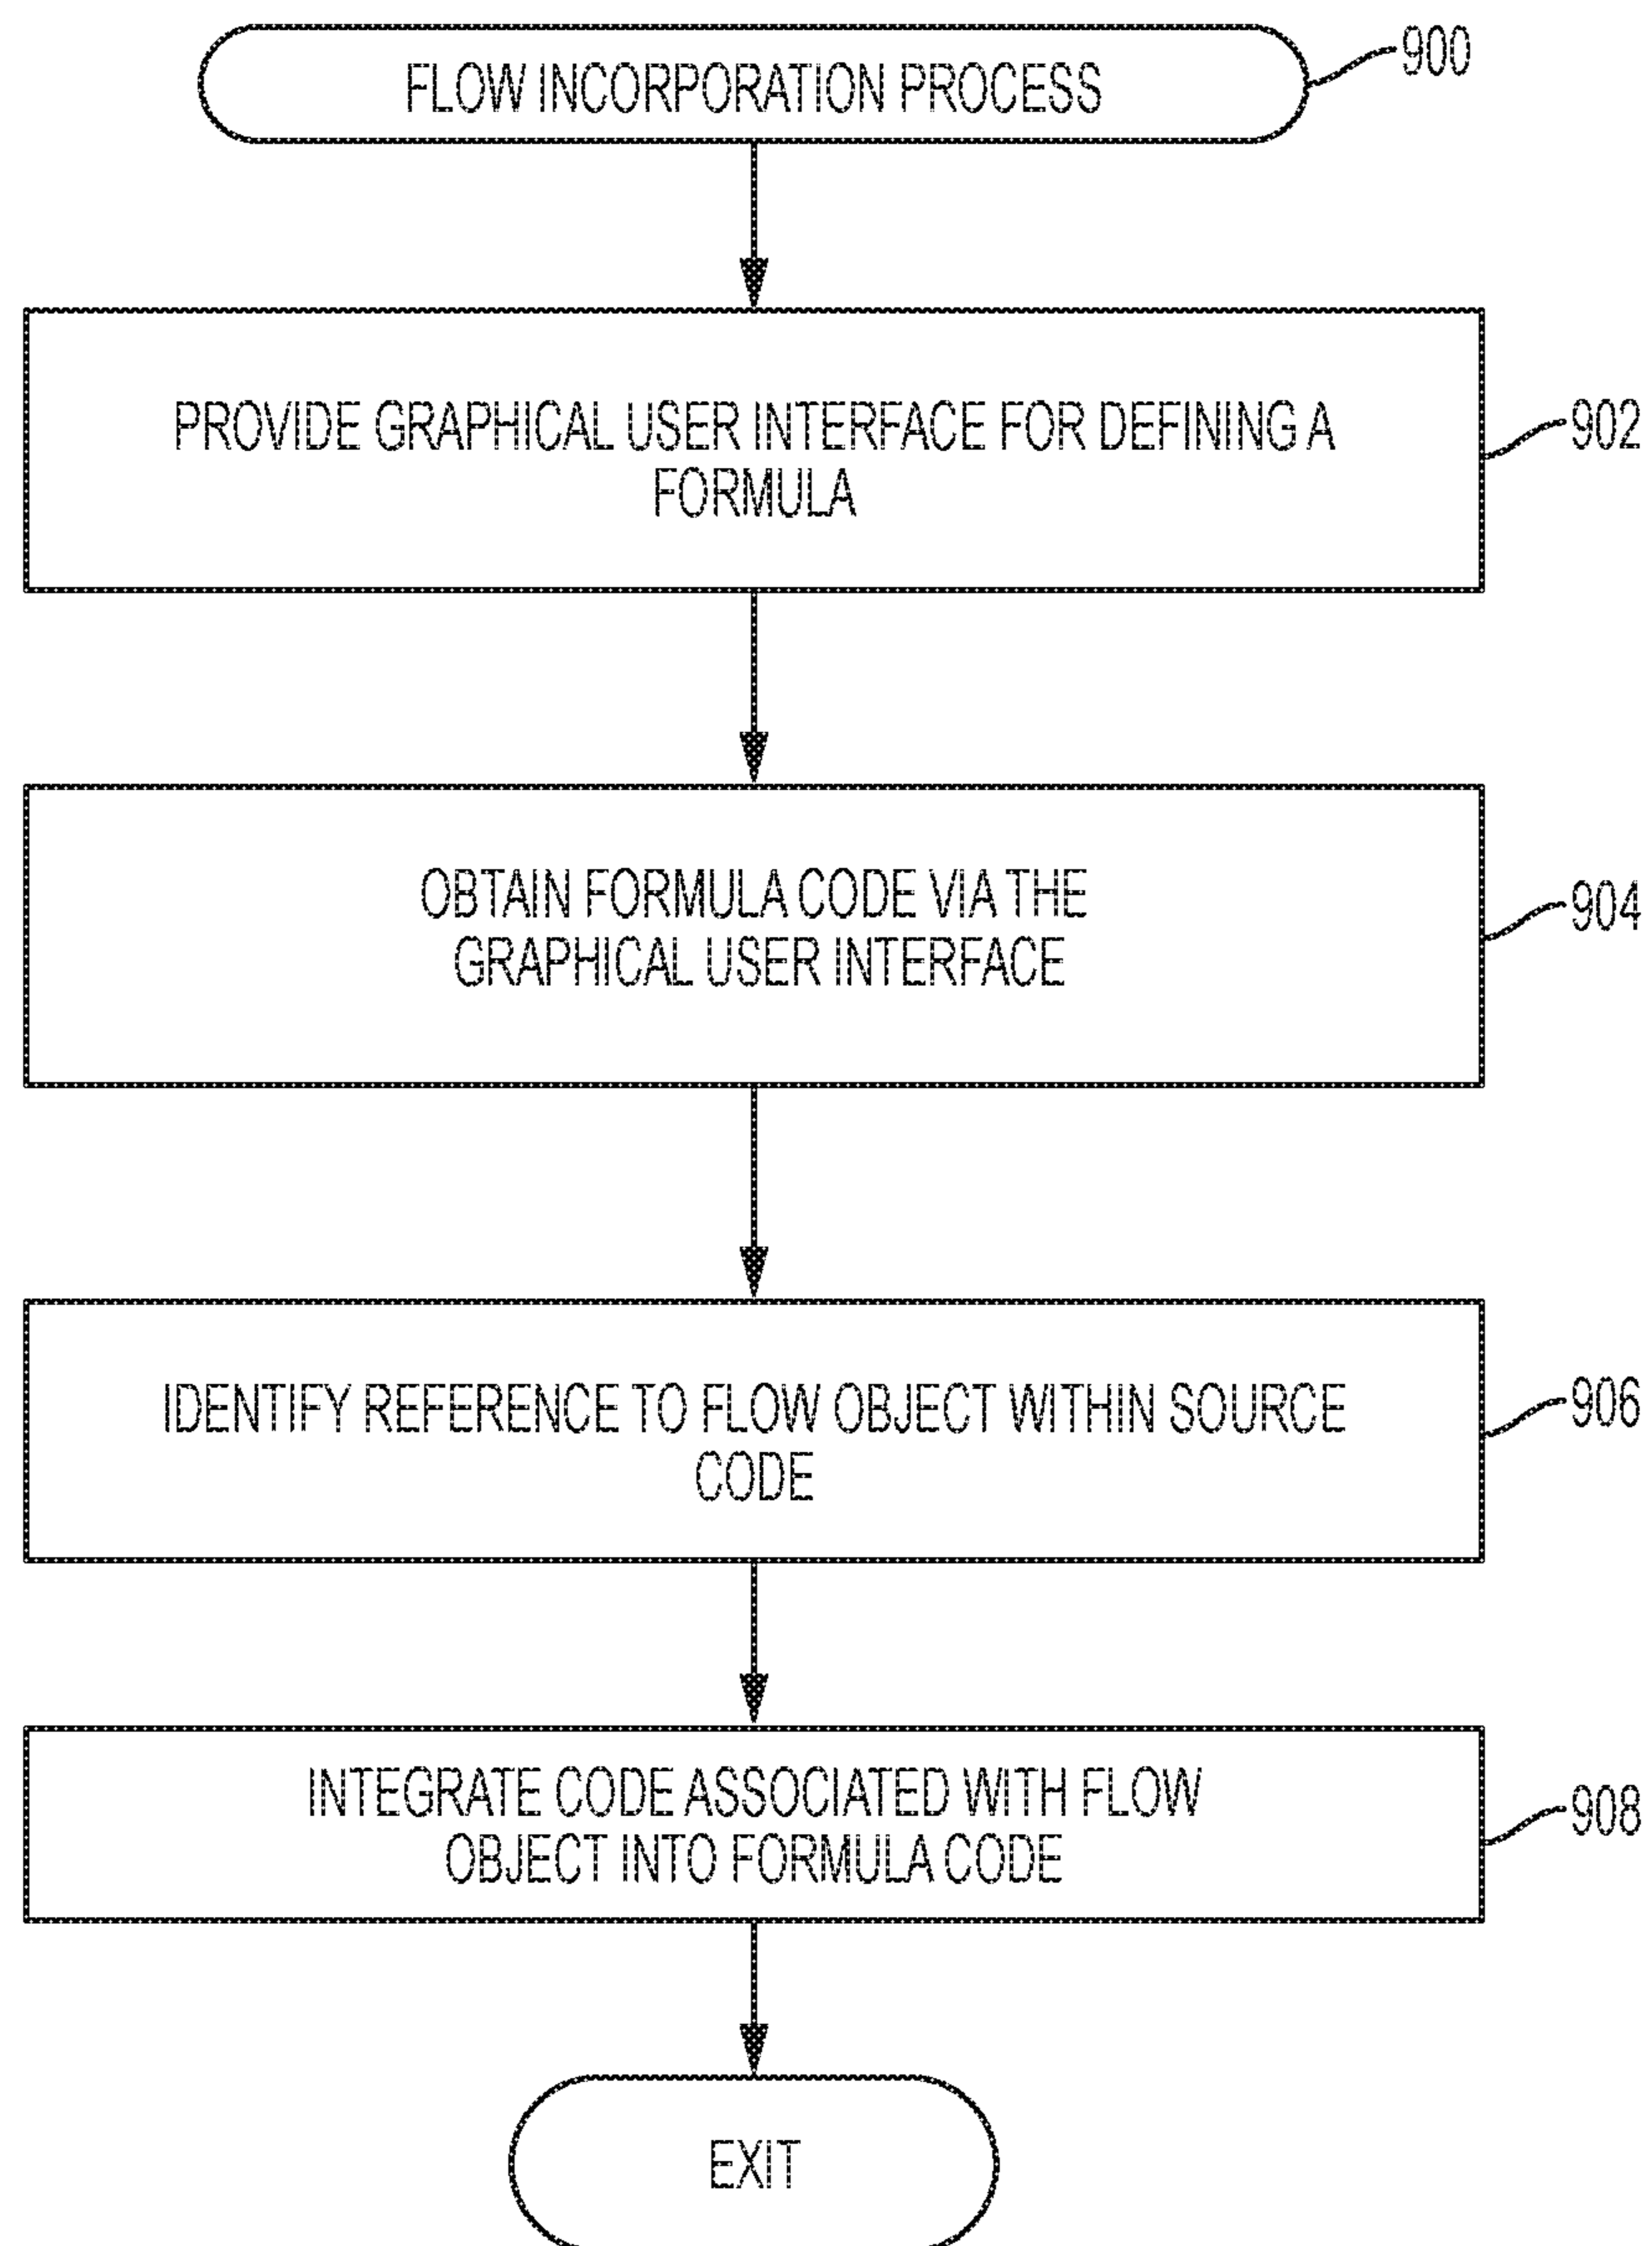 FLOW INCORPORATION PROCESS
900
PROVIDE GRAPHICAL USER INTERFACE FOR DEFINING A
FORMULA
902
OBTAIN FORMULA CODE VIA THE
GRAPHICAL USER INTERFACE
904
IDENTIFY REFERENCE TO FLOW OBJECT WITHIN SOURCE
CODE
906
INTEGRATE CODE ASSOCIATED WITH FLOW
OBJECT INTO FORMULA CODE
908
EXIT